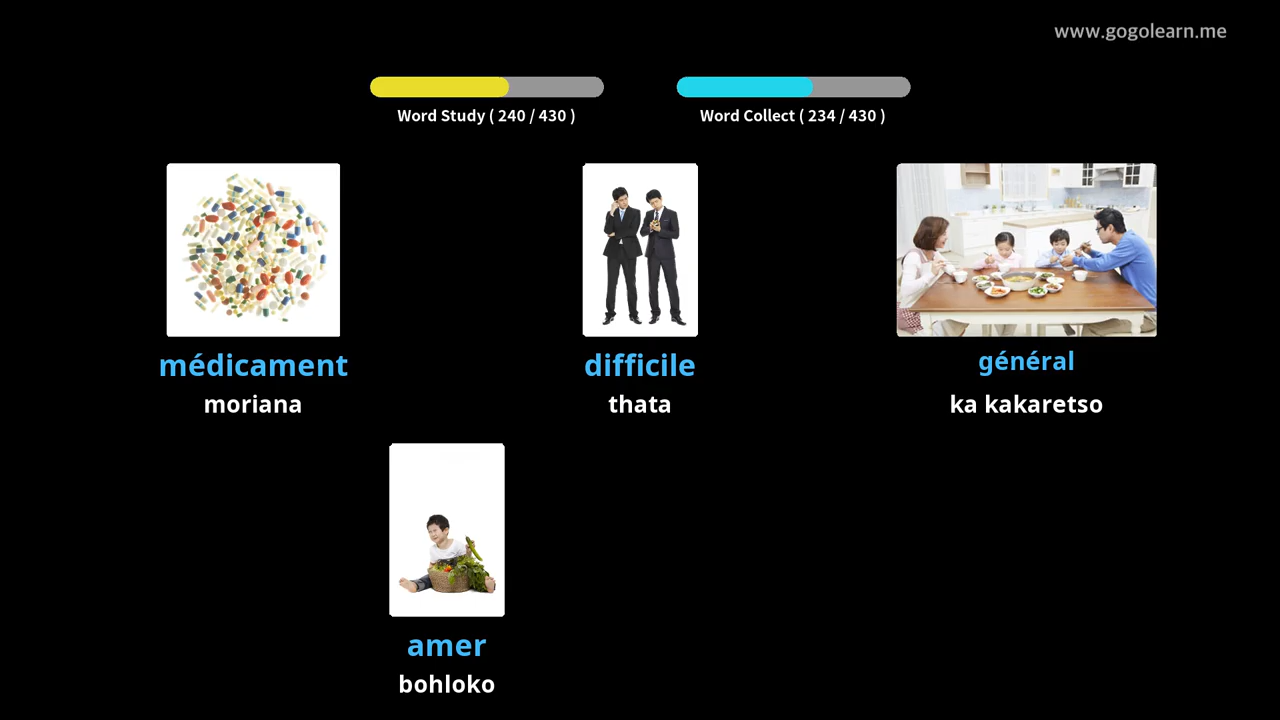 www.gogolearn.me
Word Study ( 240 / 430 )
Word Collect ( 234 / 430 )
médicament
moriana
difficile
thata
général
ka kakaretso
amer
bohloko